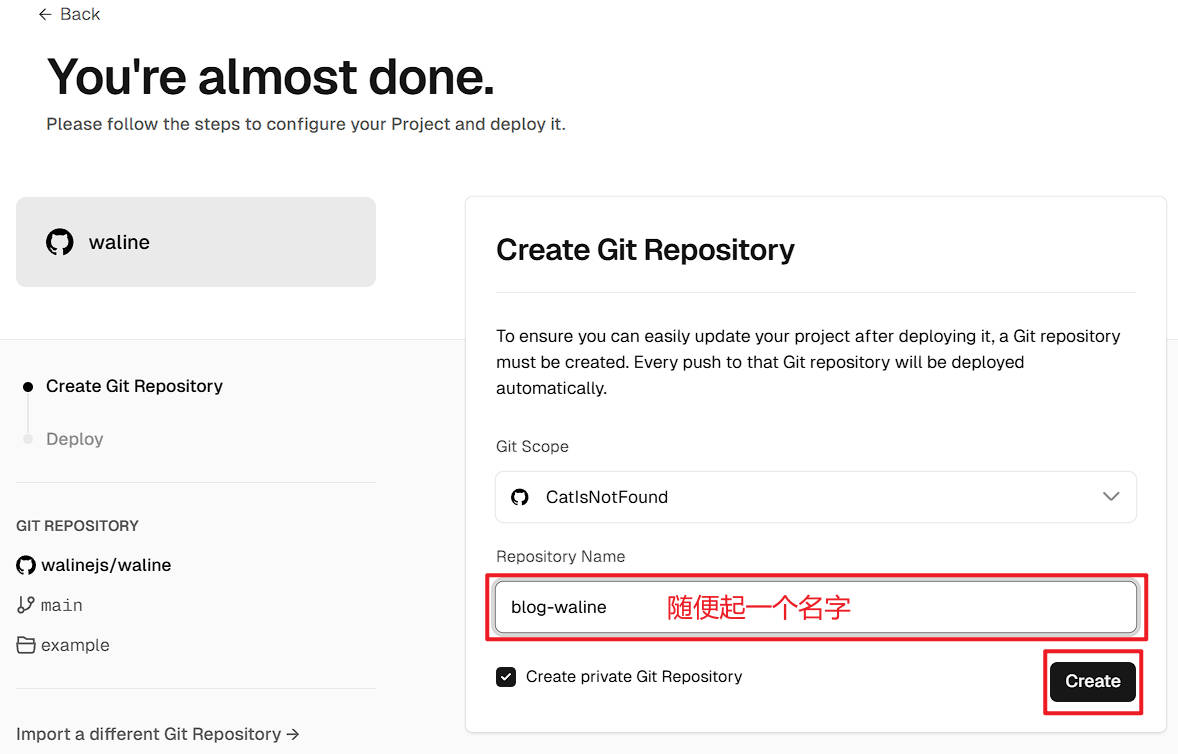 ← Back
You're almost done.
Please follow the steps to configure your Project and deploy it.
waline
Create Git Repository
Deploy
GIT REPOSITORY
walinejs/waline
main
example
Import a different Git Repository →
Create Git Repository
To ensure you can easily update your project after deploying it, a Git repository
must be created. Every push to that Git repository will be deployed
automatically.
Git Scope
CatIsNotFound
Repository Name
blog-waline 随便起一个名字
Create private Git Repository
Create